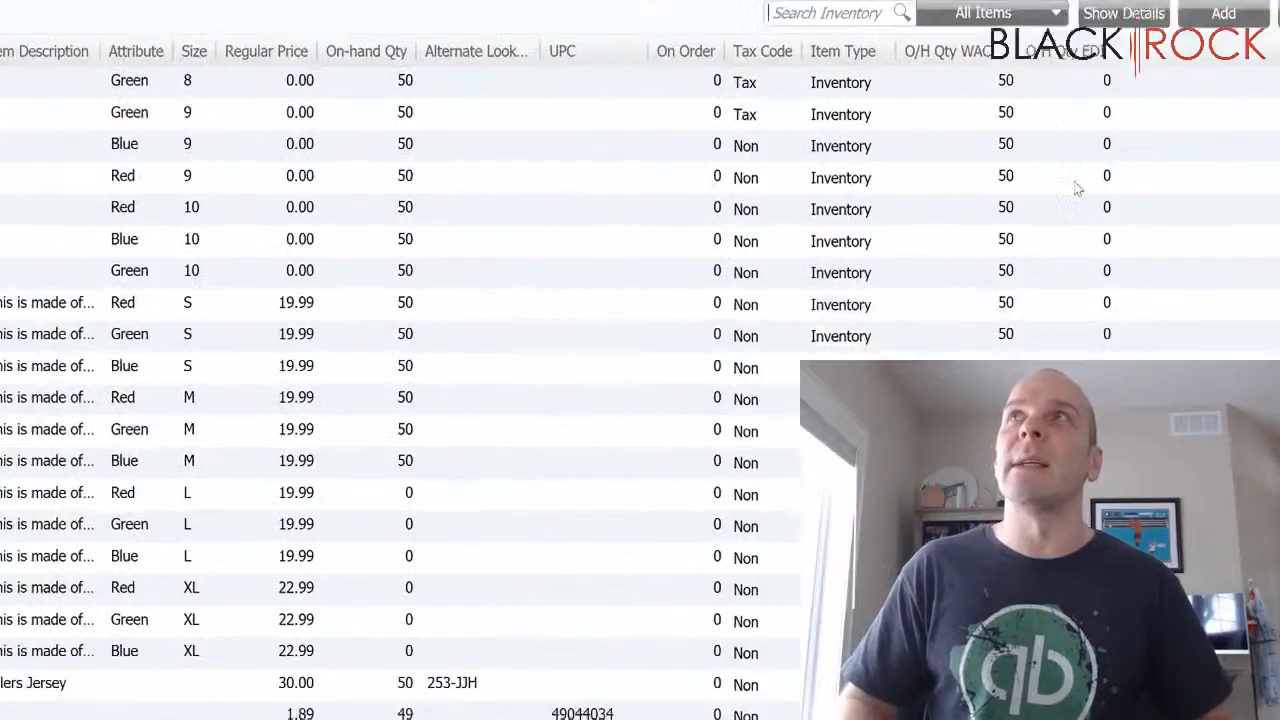 Search Inventory All Items Show Details Add
BLACK ROCK
em Description Attribute Size Regular Price On-hand Qty Alternate Look... UPC On Order Tax Code Item Type O/H Qty WAC O/H Qty EDI
Green 8 0.00 50 0 Tax Inventory 50 0
Green 9 0.00 50 0 Tax Inventory 50 0
Blue 9 0.00 50 0 Non Inventory 50 0
Red 9 0.00 50 0 Non Inventory 50 0
Red 10 0.00 50 0 Non Inventory 50 0
Blue 10 0.00 50 0 Non Inventory 50 0
Green 10 0.00 50 0 Non Inventory 50 0
his is made of... Red S 19.99 50 0 Non Inventory 50 0
his is made of... Green S 19.99 50 0 Non Inventory 50 0
his is made of... Blue S 19.99 50 0 Non
his is made of... Red M 19.99 50 0 Non
his is made of... Green M 19.99 50 0 Non
his is made of... Blue M 19.99 50 0 Non
his is made of... Red L 19.99 0 0 Non
his is made of... Green L 19.99 0 0 Non
his is made of... Blue L 19.99 0 0 Non
his is made of... Red XL 22.99 0 0 Non
his is made of... Green XL 22.99 0 0 Non
his is made of... Blue XL 22.99 0 0 Non
lers Jersey 30.00 50 253-JJH 0 Non
1.89 49 49044034 0 Non
qb